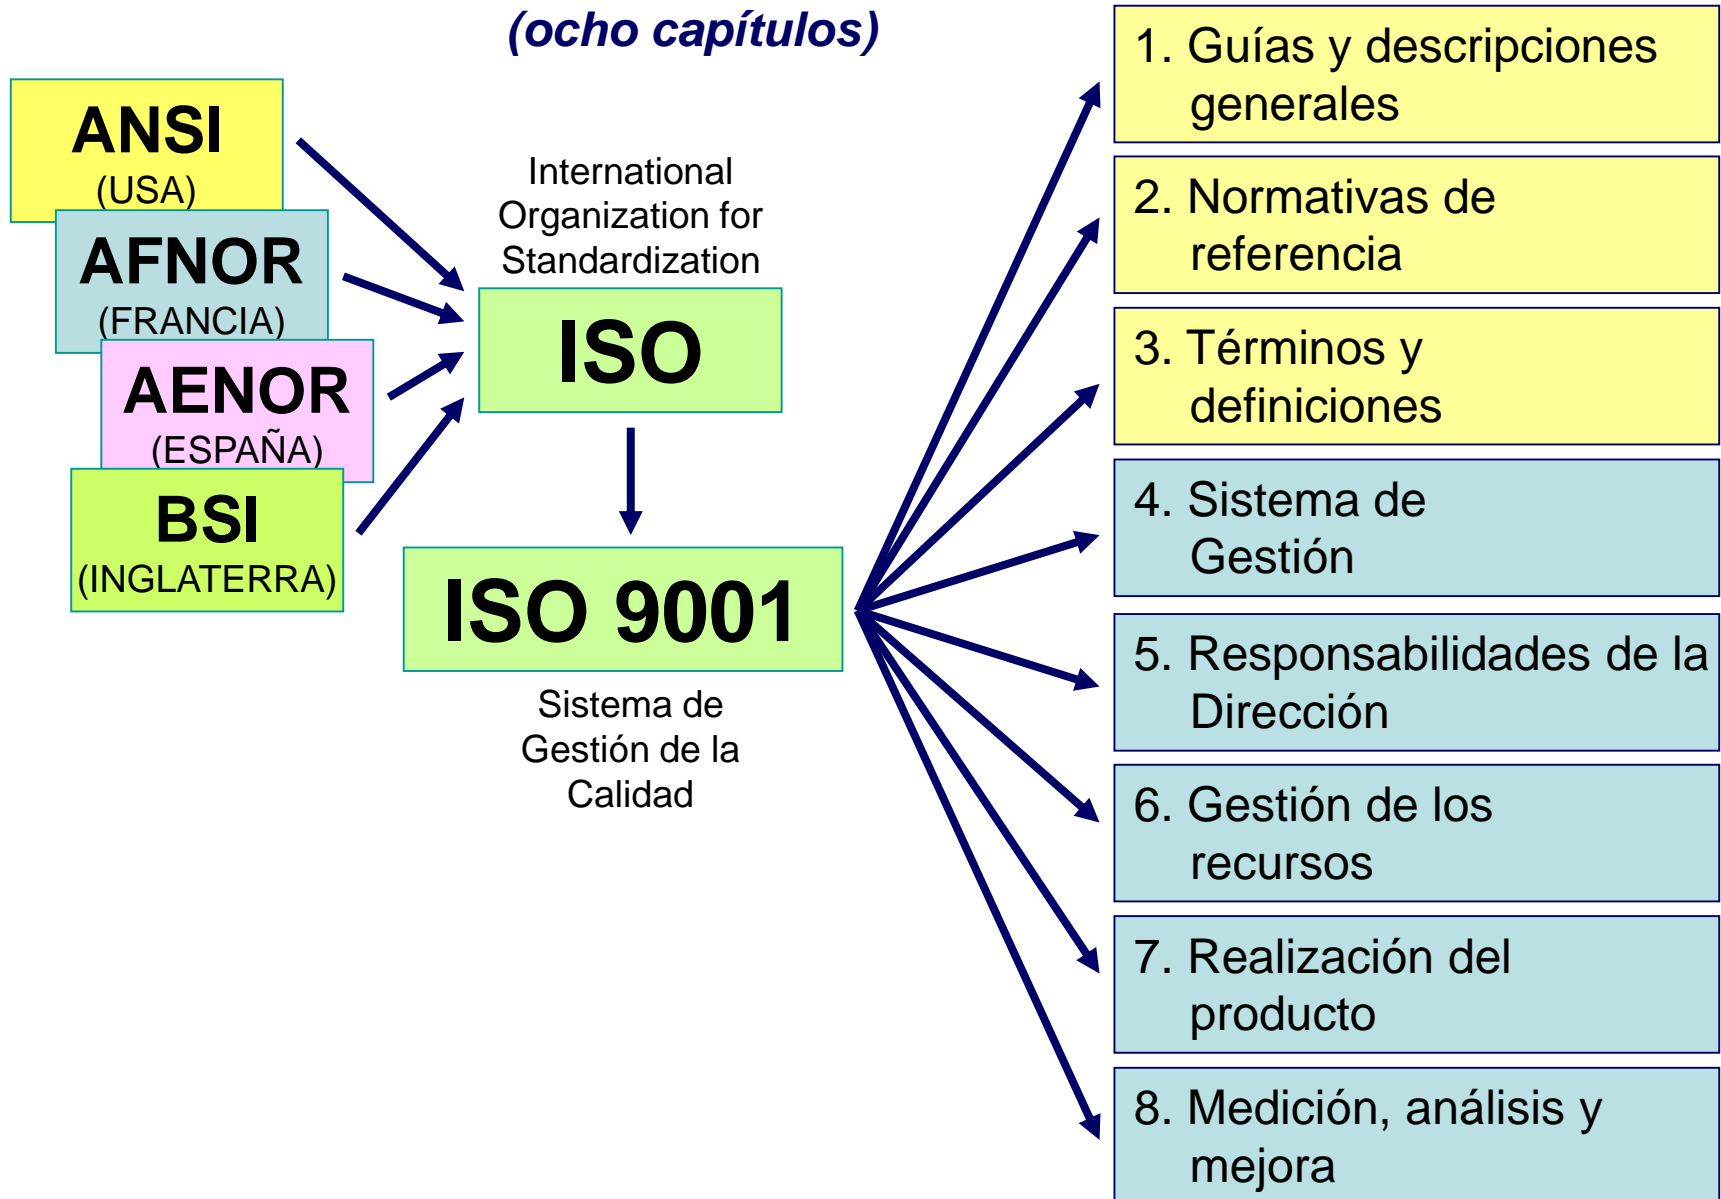 (ocho capítulos)
ANSI
(USA)
AFNOR
(FRANCIA)
AENOR
(ESPAÑA)
BSI
(INGLATERRA)
International
Organization for
Standardization
ISO
ISO 9001
Sistema de
Gestión de la
Calidad
1. Guías y descripciones
generales
2. Normativas de
referencia
3. Términos y
definiciones
4. Sistema de
Gestión
5. Responsabilidades de la
Dirección
6. Gestión de los
recursos
7. Realización del
producto
8. Medición, análisis y
mejora